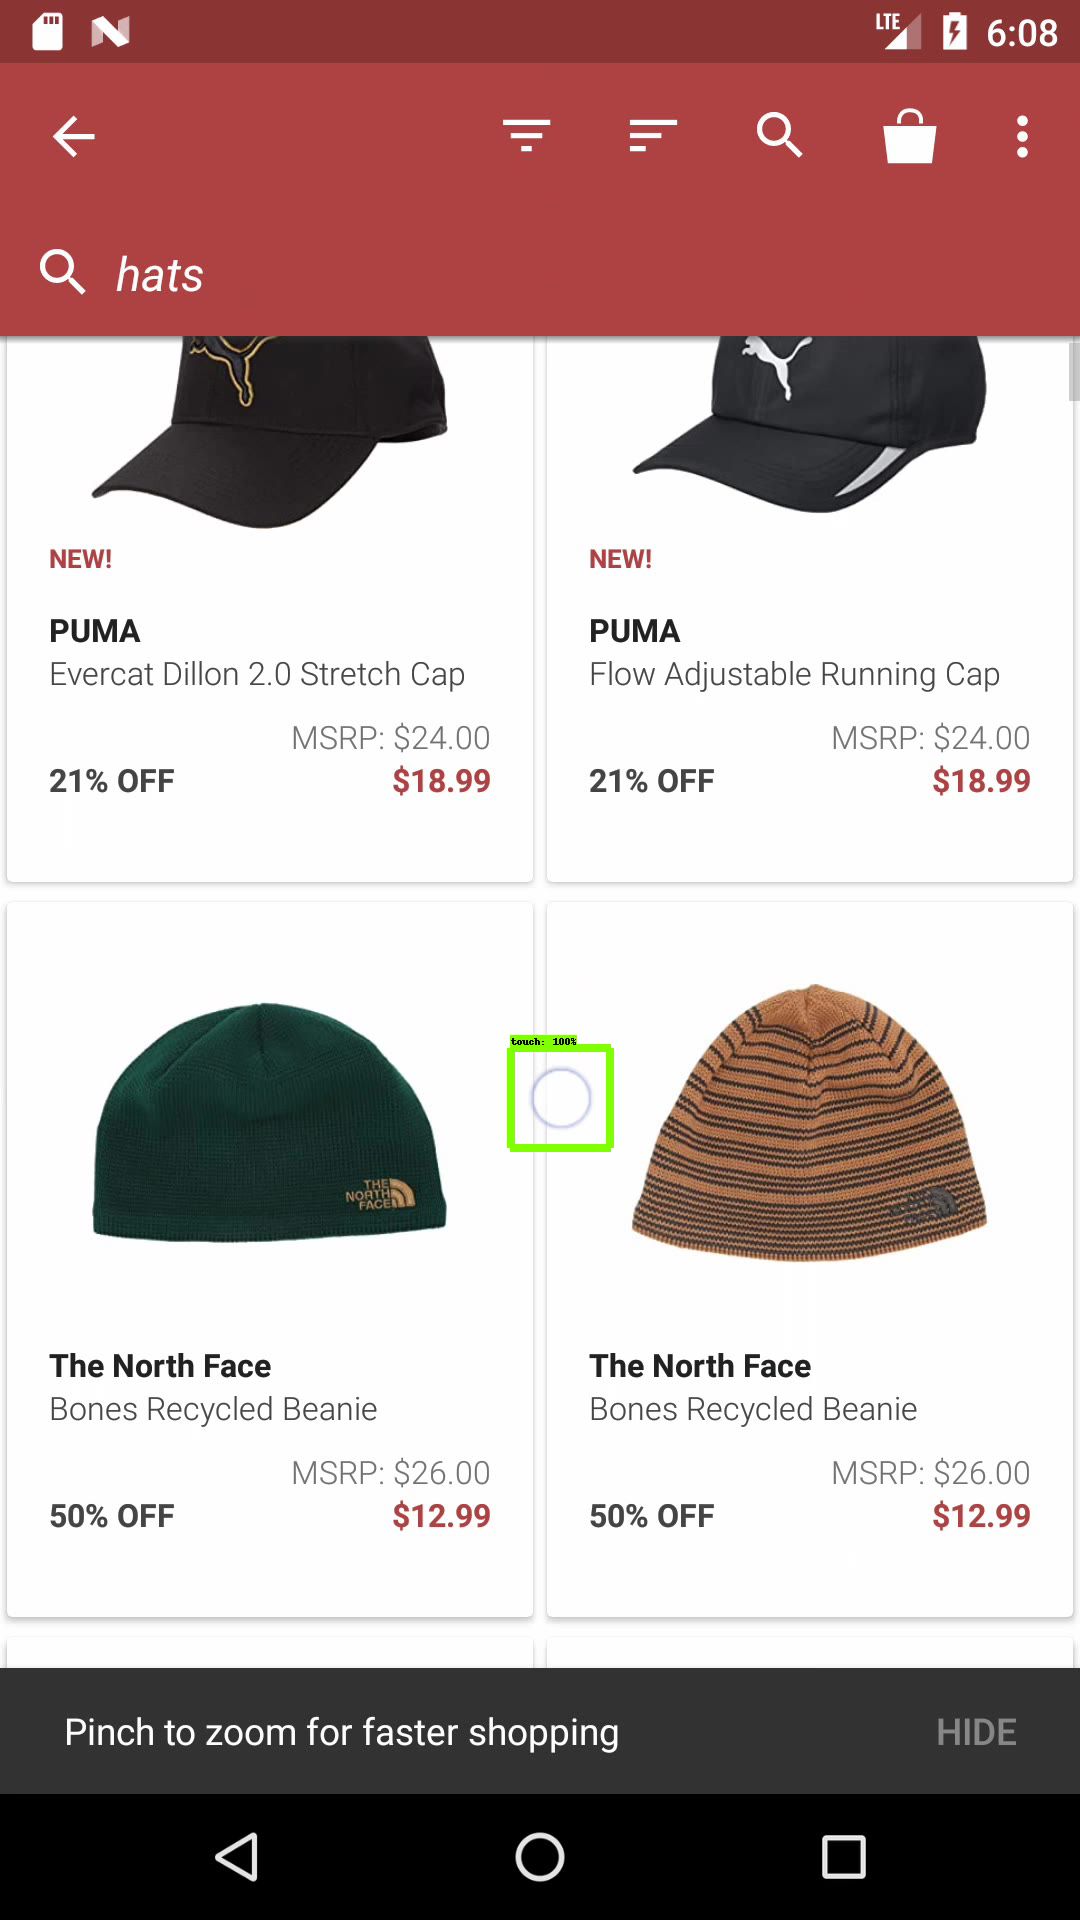 LTE 6:08
hats
NEW! NEW!
PUMA PUMA
Evercat Dillon 2.0 Stretch Cap Flow Adjustable Running Cap
MSRP: $24.00 MSRP: $24.00
21% OFF $18.99 21% OFF $18.99
touch: 100%
THE
NORTH
FACE
The North Face The North Face
Bones Recycled Beanie Bones Recycled Beanie
MSRP: $26.00 MSRP: $26.00
50% OFF $12.99 50% OFF $12.99
Pinch to zoom for faster shopping HIDE